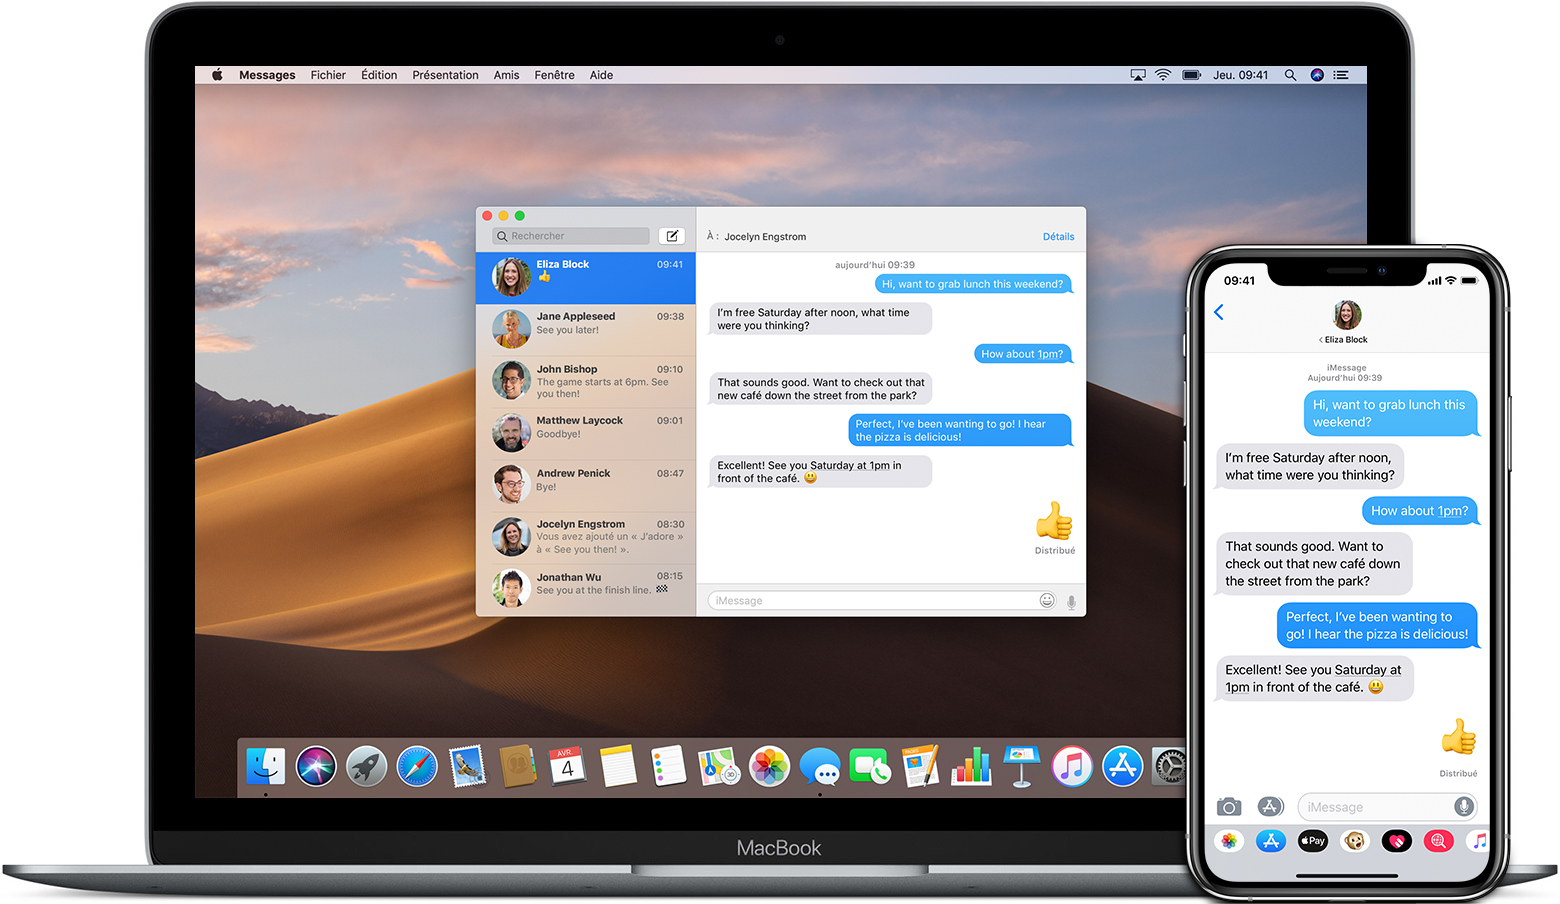 Messages Fichier Édition Présentation Amis Fenêtre Aide
Jeu. 09:41
Rechercher
Eliza Block 09:41
Jane Appleseed 09:38
See you later!
John Bishop 09:10
The game starts at 6pm. See
you then!
Matthew Laycock 09:01
Goodbye!
Andrew Penick 08:47
Bye!
Jocelyn Engstrom 08:30
Vous avez ajouté un « J'adore »
à « See you then! ».
Jonathan Wu 08:15
See you at the finish line.
À : Jocelyn Engstrom Détails
aujourd'hui 09:39
Hi, want to grab lunch this weekend?
I'm free Saturday after noon, what time
were you thinking?
How about 1pm?
That sounds good. Want to check out that
new café down the street from the park?
Perfect, I've been wanting to go! I hear
the pizza is delicious!
Excellent! See you Saturday at 1pm in
front of the café. 😃
👍
Distribué
iMessage
AVR.
4
PAGES
MacBook
09:41
Eliza Block
iMessage
Aujourd'hui 09:39
Hi, want to grab lunch this
weekend?
I'm free Saturday after noon,
what time were you thinking?
How about 1pm?
That sounds good. Want to
check out that new café down
the street from the park?
Perfect, I've been wanting to
go! I hear the pizza is delicious!
Excellent! See you Saturday at
1pm in front of the café. 😃
👍
Distribué
iMessage
Pay